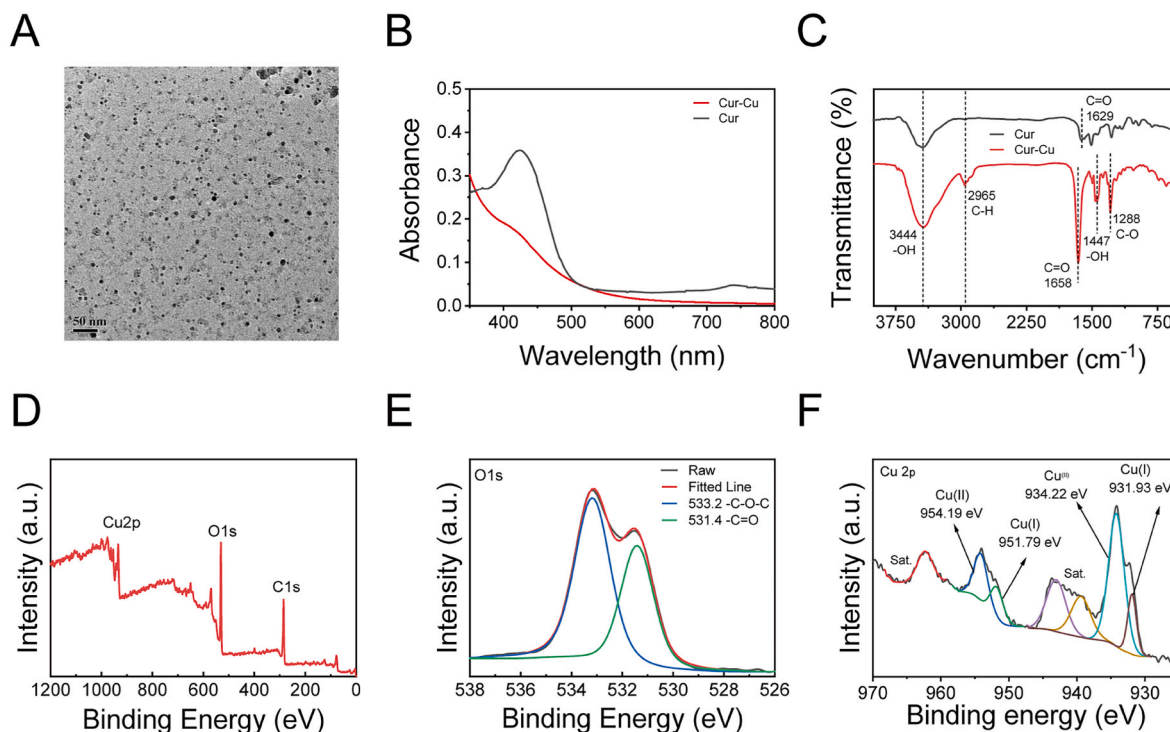 A
50 nm
B
Absorbance
0.5
0.4
0.3
0.2
0.1
0.0
Cur-Cu
Cur
400
500
600
700
800
Wavelength (nm)
C
Transmittance (%)
C=O
1629
Cur
Cur-Cu
2965
C-H
3444
-OH
C=O
1658
1447
-OH
1288
C-O
3750
3000
2250
1500
750
Wavenumber (cm⁻¹)
D
Intensity (a.u.)
Cu2p
O1s
C1s
1200
1000
800
600
400
200
0
Binding Energy (eV)
E
Intensity (a.u.)
O1s
Raw
Fitted Line
533.2 -C-O-C
531.4 -C=O
538
536
534
532
530
528
526
Binding Energy (eV)
F
Intensity (a.u.)
Cu 2p
Sat.
Cu(II)
954.19 eV
Cu(I)
951.79 eV
Sat.
Cu⁽ᴵᴵ⁾
934.22 eV
Cu(I)
931.93 eV
970
960
950
940
930
Binding energy (eV)